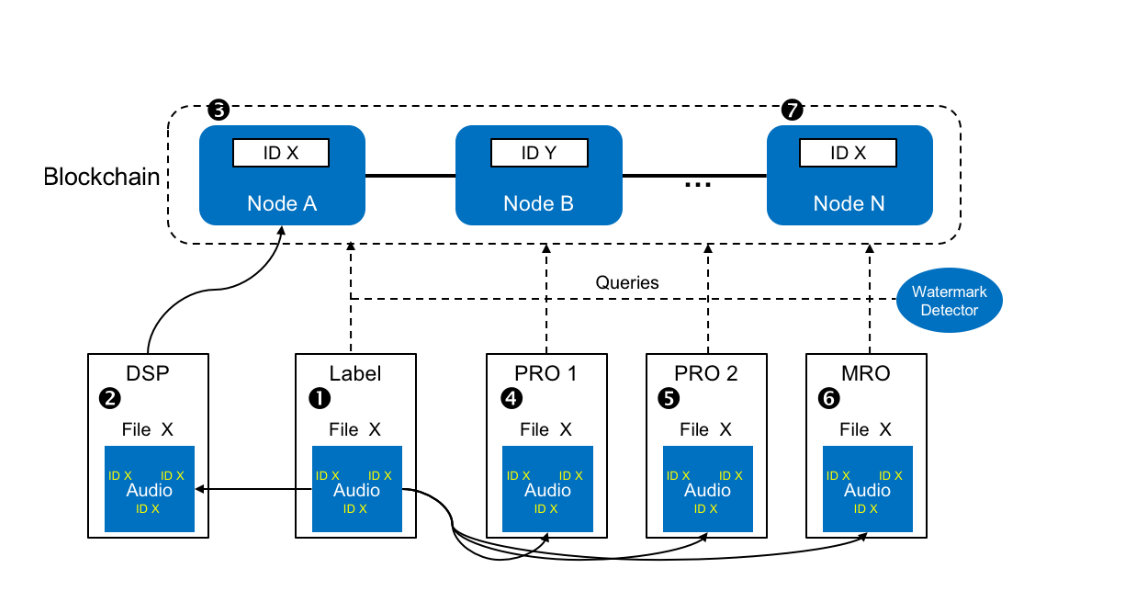 ❸
❼
ID X
ID Y
ID X
Blockchain
Node A
Node B
...
Node N
Queries
Watermark
Detector
DSP
❷
File X
ID X ID X
Audio
ID X
Label
❶
File X
ID X ID X
Audio
ID X
PRO 1
❹
File X
ID X ID X
Audio
ID X
PRO 2
❺
File X
ID X ID X
Audio
ID X
MRO
❻
File X
ID X ID X
Audio
ID X